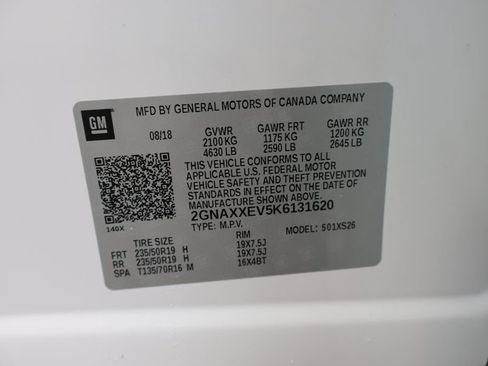 MFD BY GENERAL MOTORS OF CANADA COMPANY
GM
08/18 GVWR GAWR FRT GAWR RR
2100 KG 1175 KG 1200 KG
4630 LB 2590 LB 2645 LB
THIS VEHICLE CONFORMS TO ALL
APPLICABLE U.S. FEDERAL MOTOR
VEHICLE SAFETY AND THEFT
PREVENTION STANDARDS IN EFFECT ON
THE DATE OF MANUFACTURE SHOWN ABOVE.
2GNAXXEV5K6131620
140X
TYPE: M.P.V. MODEL: 501XS26
TIRE SIZE RIM
FRT 235/50R19 H 19X7.5J
RR 235/50R19 H 19X7.5J
SPA T135/70R16 M 16X4BT